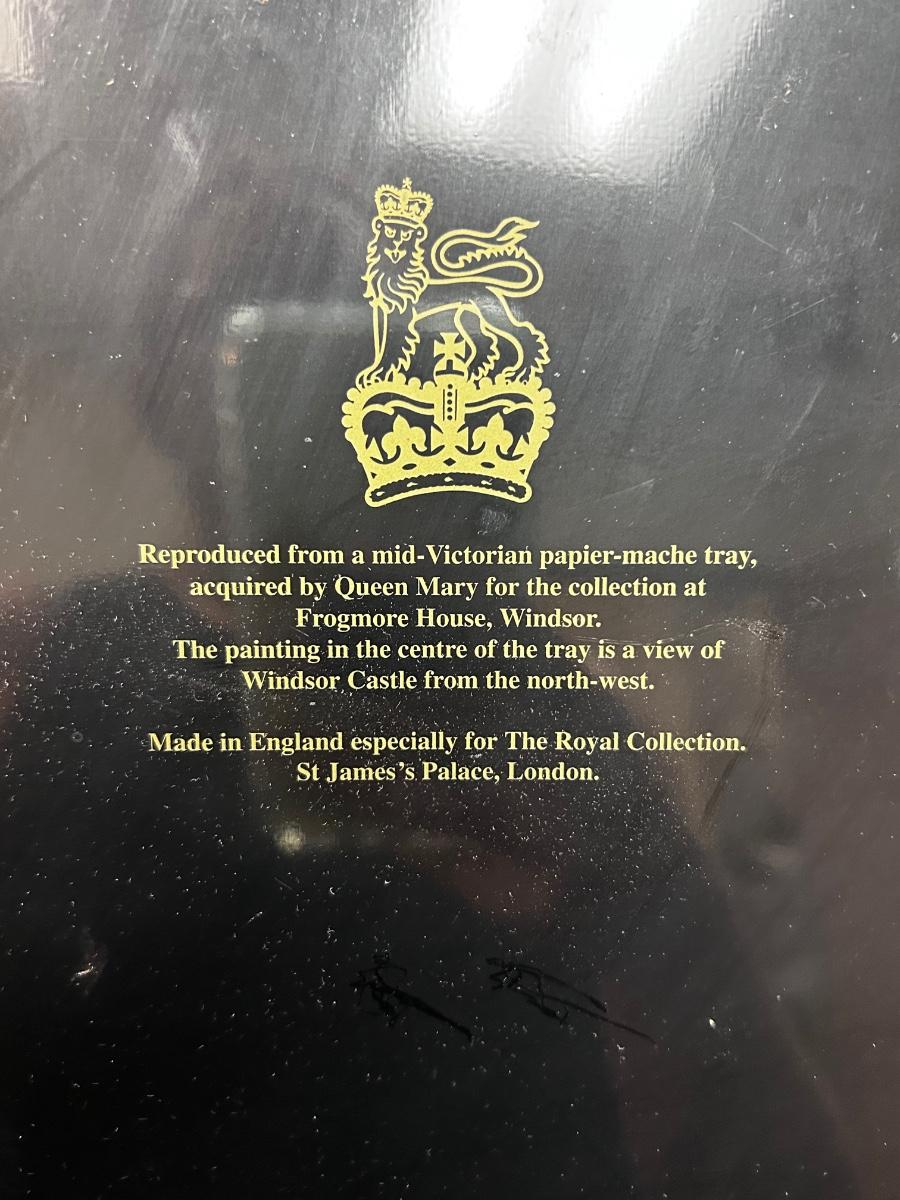 Reproduced from a mid-Victorian papier-mache tray,
acquired by Queen Mary for the collection at
Frogmore House, Windsor.
The painting in the centre of the tray is a view of
Windsor Castle from the north-west.
Made in England especially for The Royal Collection.
St James's Palace, London.